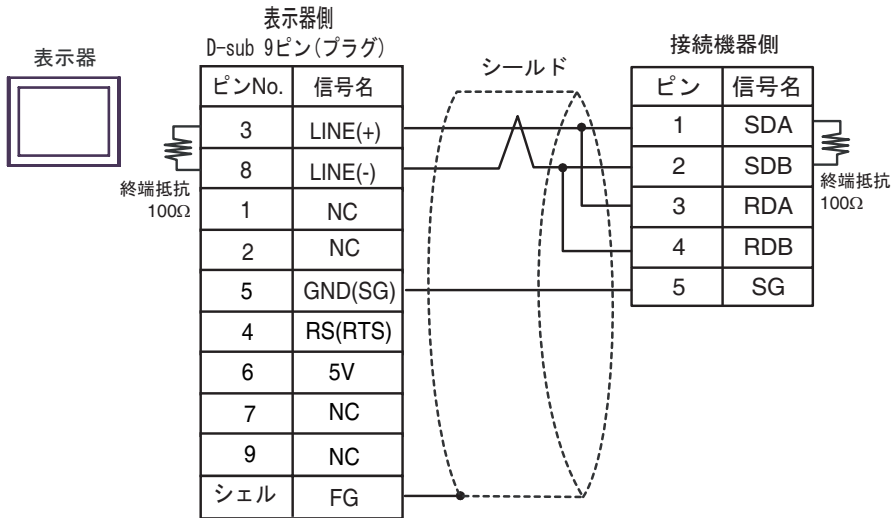 表示器
表示器側
D-sub 9ピン(プラグ)
ピンNo. 信号名
3 LINE(+)
8 LINE(-)
1 NC
2 NC
5 GND(SG)
4 RS(RTS)
6 5V
7 NC
9 NC
シェル FG
終端抵抗
100Ω
シールド
接続機器側
ピン 信号名
1 SDA
2 SDB
3 RDA
4 RDB
5 SG
終端抵抗
100Ω